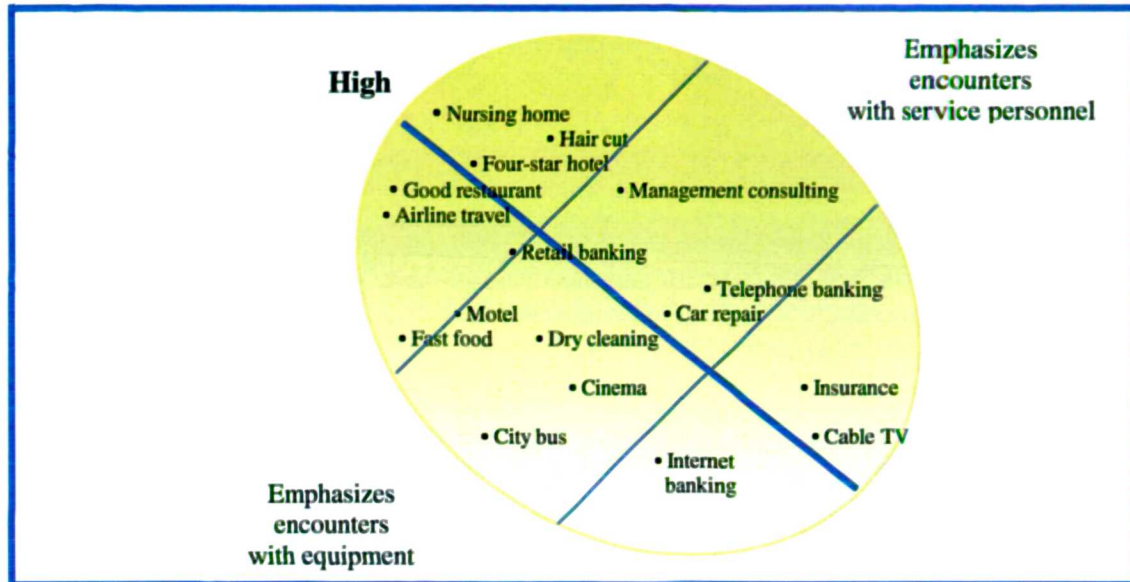 Emphasizes
encounters
with service personnel
High
• Nursing home
• Hair cut
• Four-star hotel
• Good restaurant
• Management consulting
• Airline travel
• Retail banking
• Telephone banking
• Motel
• Car repair
• Fast food
• Dry cleaning
• Cinema
• Insurance
• City bus
• Cable TV
• Internet
banking
Emphasizes
encounters
with equipment